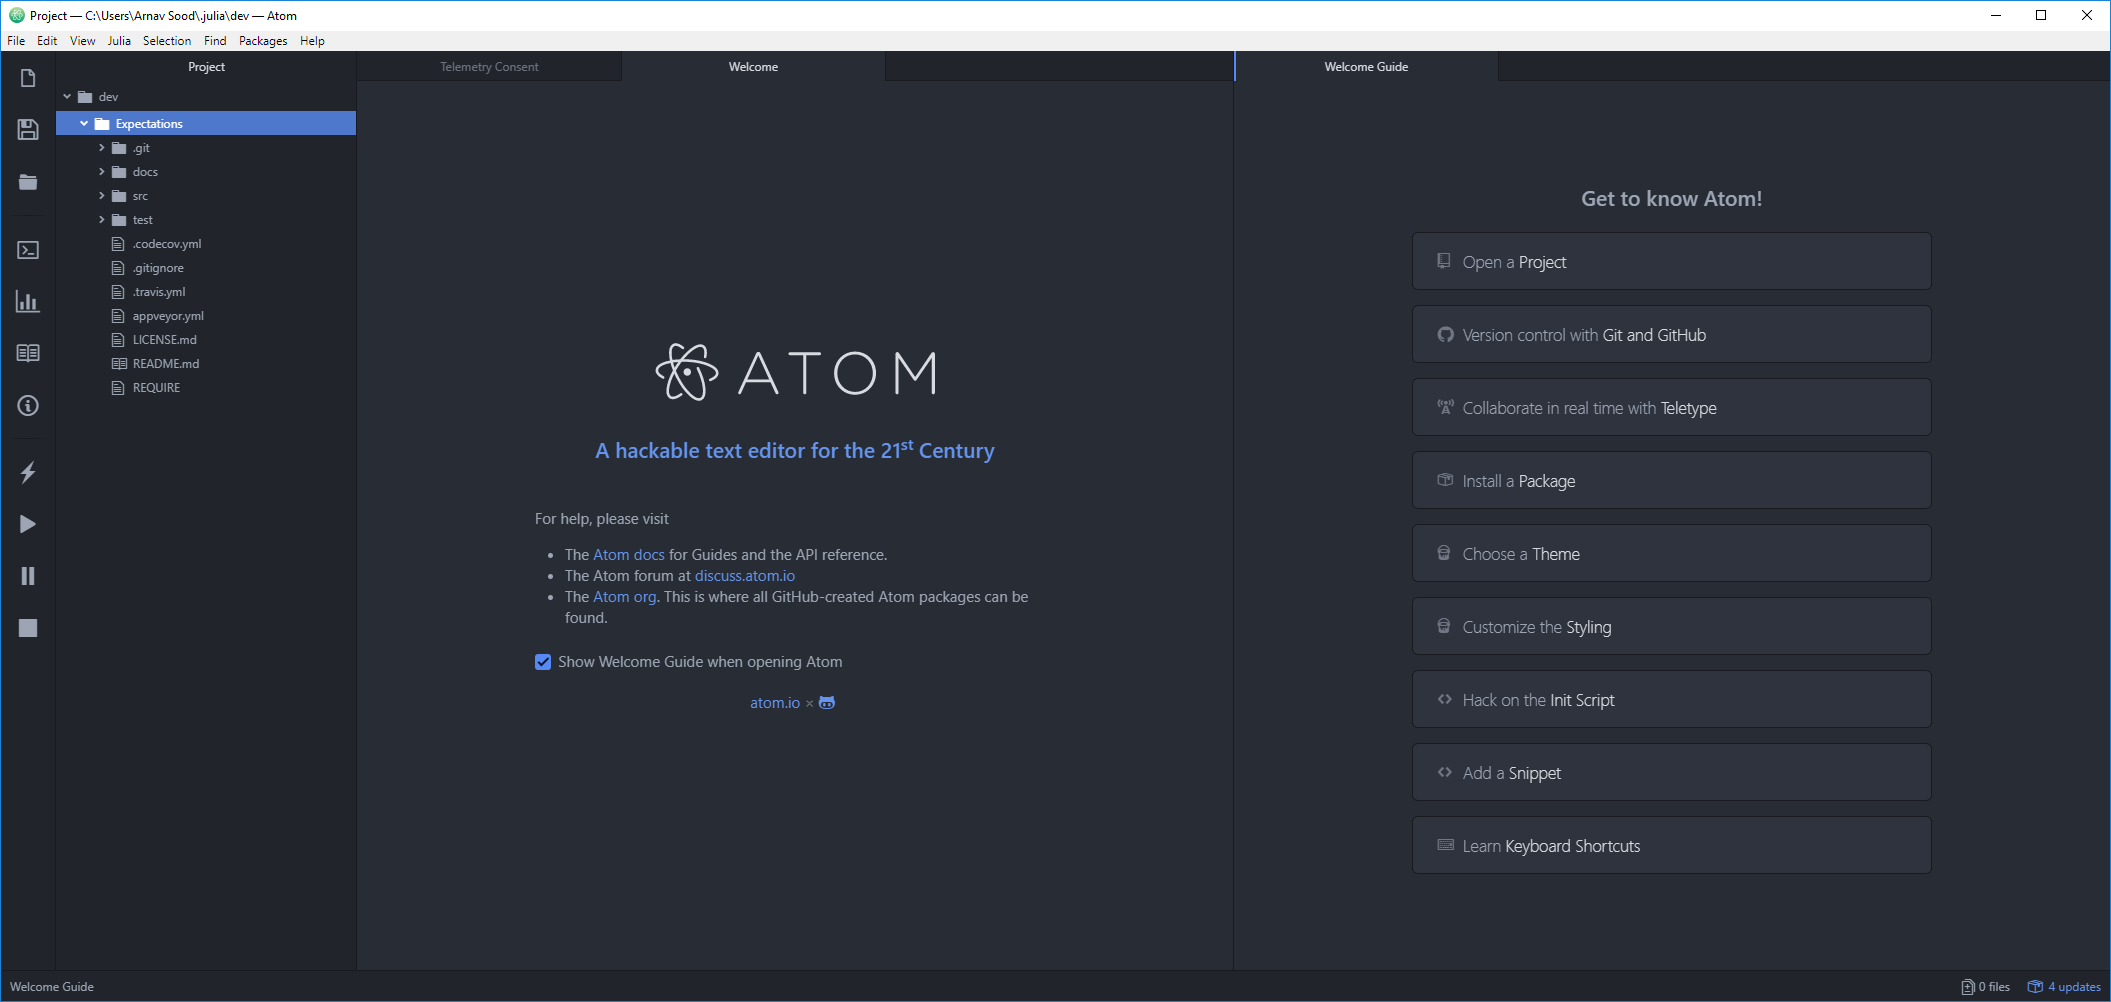 Project — C:\Users\Arnav Sood\.julia\dev — Atom
File Edit View Julia Selection Find Packages Help
Project
dev
Expectations
.git
docs
src
test
.codecov.yml
.gitignore
.travis.yml
appveyor.yml
LICENSE.md
README.md
REQUIRE
Telemetry Consent
Welcome
ATOM
A hackable text editor for the 21st Century
For help, please visit
• The Atom docs for Guides and the API reference.
• The Atom forum at discuss.atom.io
• The Atom org. This is where all GitHub-created Atom packages can be
found.
Show Welcome Guide when opening Atom
atom.io ×
Welcome Guide
Get to know Atom!
Open a Project
Version control with Git and GitHub
Collaborate in real time with Teletype
Install a Package
Choose a Theme
Customize the Styling
Hack on the Init Script
Add a Snippet
Learn Keyboard Shortcuts
Welcome Guide
0 files
4 updates